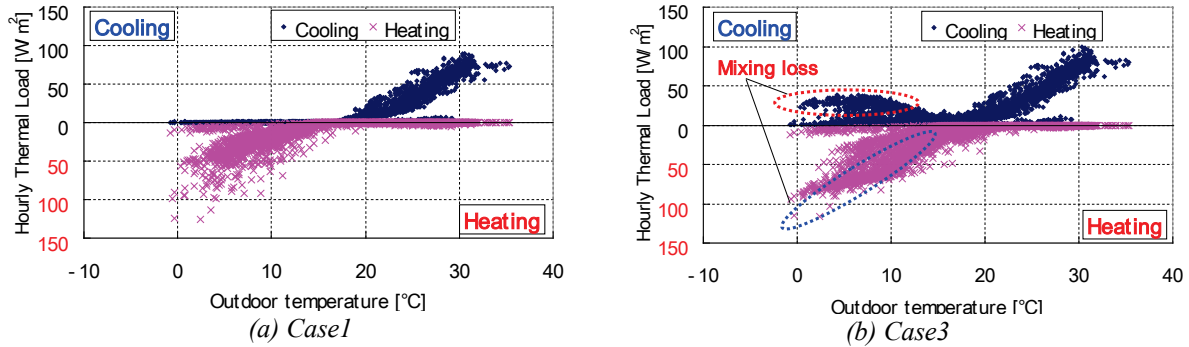 Hourly Thermal Load [W/㎡]
Cooling
Cooling Heating
100
50
0
50
100
150
Heating
-10 0 10 20 30 40
Outdoor temperature [°C]
(a) Case1
Hourly Thermal Load [W/㎡]
Cooling
Cooling Heating
Mixing loss
100
50
0
50
100
150
Heating
-10 0 10 20 30 40
Outdoor temperature [°C]
(b) Case3